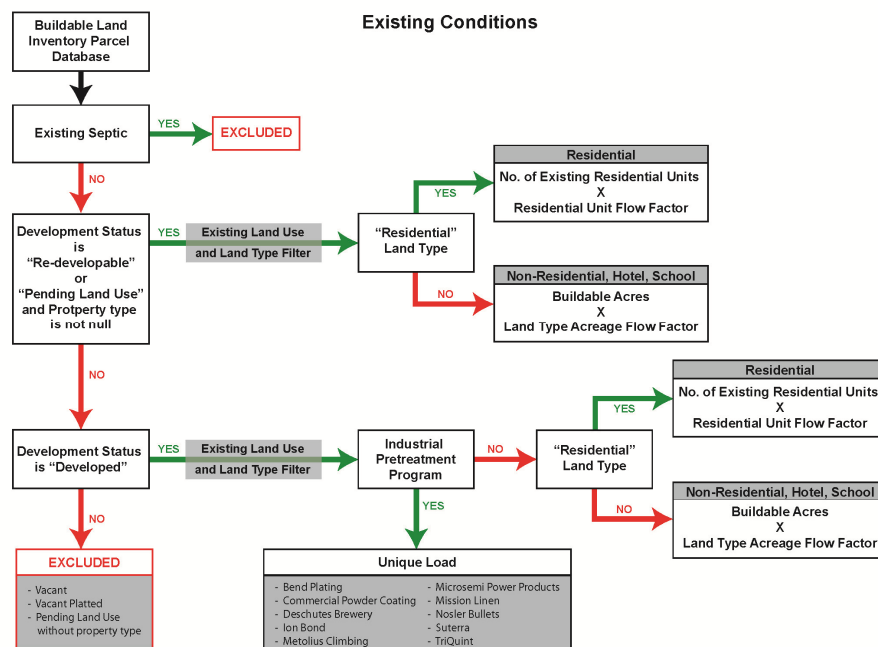 Existing Conditions
Buildable Land
Inventory Parcel
Database
Existing Septic
YES
EXCLUDED
NO
Development Status
is
“Re-developable”
or
“Pending Land Use”
and Protperty type
is not null
YES
Existing Land Use
and Land Type Filter
“Residential”
Land Type
YES
Residential
No. of Existing Residential Units
X
Residential Unit Flow Factor
NO
Non-Residential, Hotel, School
Buildable Acres
X
Land Type Acreage Flow Factor
NO
Development Status
is “Developed”
YES
Existing Land Use
and Land Type Filter
Industrial
Pretreatment
Program
NO
“Residential”
Land Type
YES
Residential
No. of Existing Residential Units
X
Residential Unit Flow Factor
NO
Non-Residential, Hotel, School
Buildable Acres
X
Land Type Acreage Flow Factor
NO
EXCLUDED
- Vacant
- Vacant Platted
- Pending Land Use
without property type
YES
Unique Load
- Bend Plating
- Commercial Powder Coating
- Deschutes Brewery
- Ion Bond
- Metolius Climbing
- Microsemi Power Products
- Mission Linen
- Nosler Bullets
- Suterra
- TriQuint